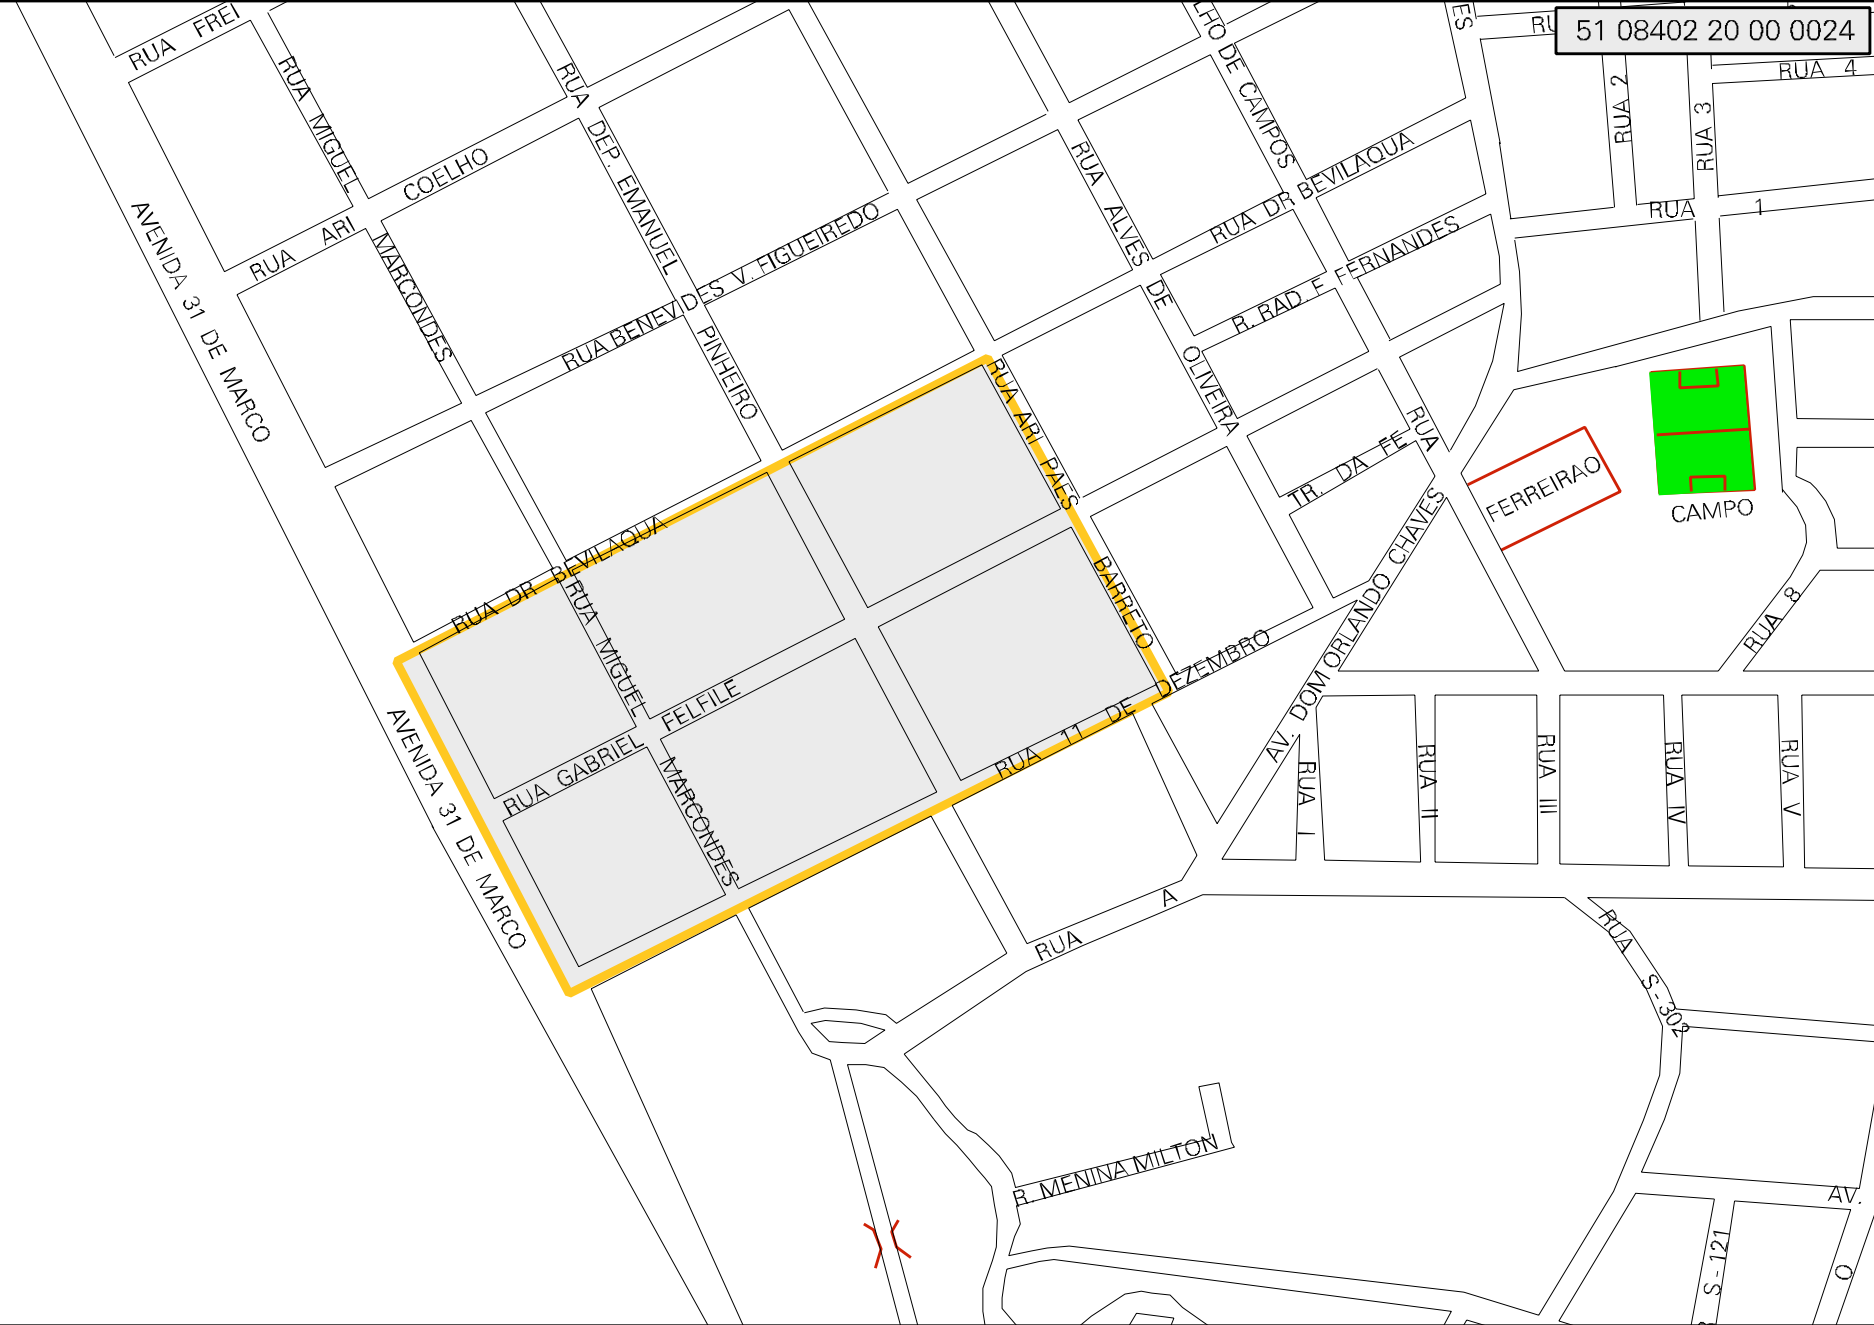 51 08402 20 00 0024
RUA FREI
RUA MIGUEL
MARCONDES
RUA DEP. EMANUEL
PINHEIRO
LHO DE CAMPOS
ES
RUA 2
RUA 3
RUA 4
RUA 1
COELHO
RUA ARI
AVENIDA 31 DE MARCO
RUA BENEVIDES V. FIGUEIREDO
RUA ALVES DE
OLIVEIRA
RUA DR BEVILAQUA
R. RAD. F FERNANDES
RUA
TR. DA FE
FERREIRAO
CAMPO
RUA ARI PAES
BARRETO
RUA DR BEVILAQUA
RUA MIGUEL
MARCONDES
RUA GABRIEL FELFILE
RUA 11 DE DEZEMBRO
AV. DOM ORLANDO CHAVES
RUA 8
AVENIDA 31 DE MARCO
RUA I
RUA II
RUA III
RUA IV
RUA V
RUA A
RUA S - 302
R. MENINA MILTON
AV.
S - 121
O